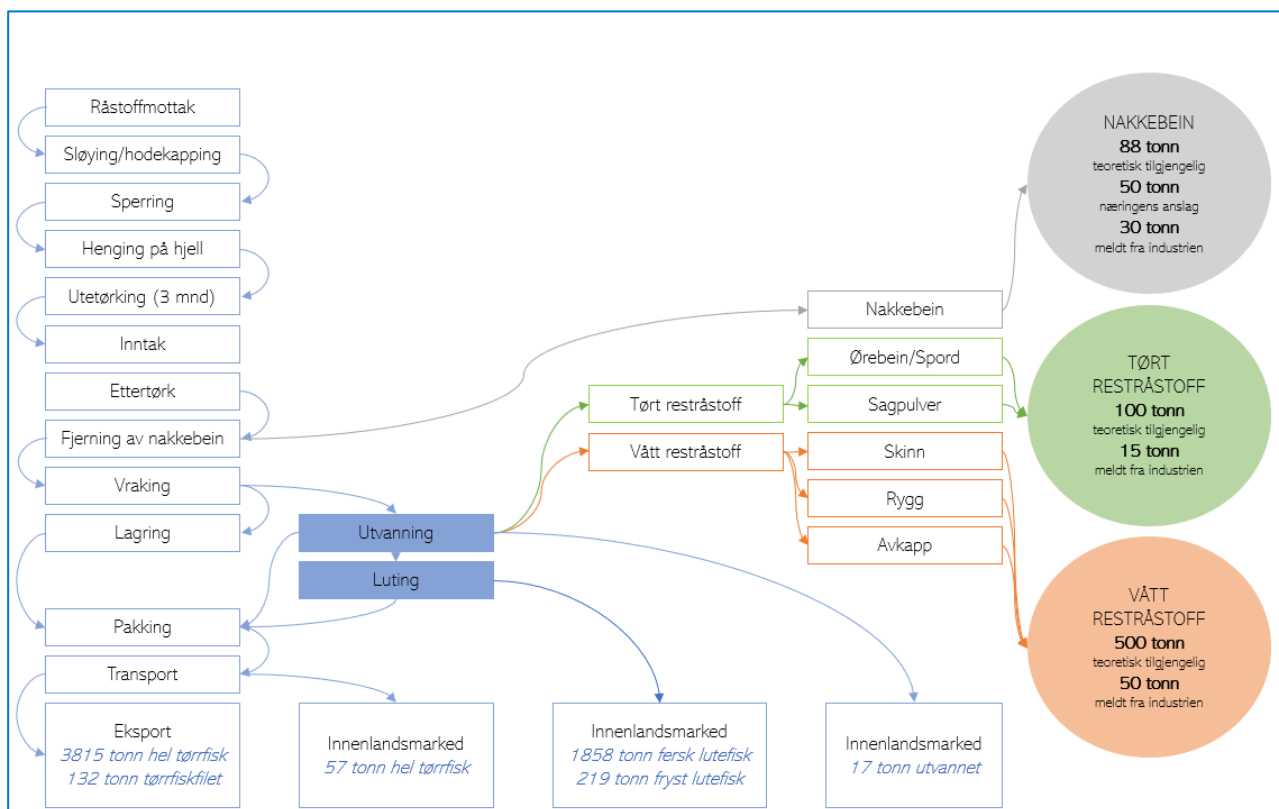 Råstoffmottak
Sløying/hodekapping
Sperring
Henging på hjell
Utetørking (3 mnd)
Inntak
Ettertørk
Fjerning av nakkebein
Vraking
Lagring
Pakking
Transport
Eksport
3815 tonn hel tørrfisk
132 tonn tørrfiskfilet
Utvanning
Luting
Innenlandsmarked
57 tonn hel tørrfisk
Innenlandsmarked
1858 tonn fersk lutefisk
219 tonn fryst lutefisk
Innenlandsmarked
17 tonn utvannet
Tørt restråstoff
Vått restråstoff
Nakkebein
Ørebein/Spord
Sagpulver
Skinn
Rygg
Avkapp
NAKKEBEIN
88 tonn
teoretisk tilgjengelig
50 tonn
næringens anslag
30 tonn
meldt fra industrien
TØRT
RESTRÅSTOFF
100 tonn
teoretisk tilgjengelig
15 tonn
meldt fra industrien
VÅTT
RESTRÅSTOFF
500 tonn
teoretisk tilgjengelig
50 tonn
meldt fra industrien